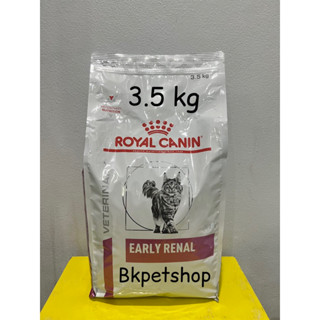 3.5 kg
3.5 kg
ROYAL CANIN
VETERINARY
EARLY RENAL
Bkpetshop